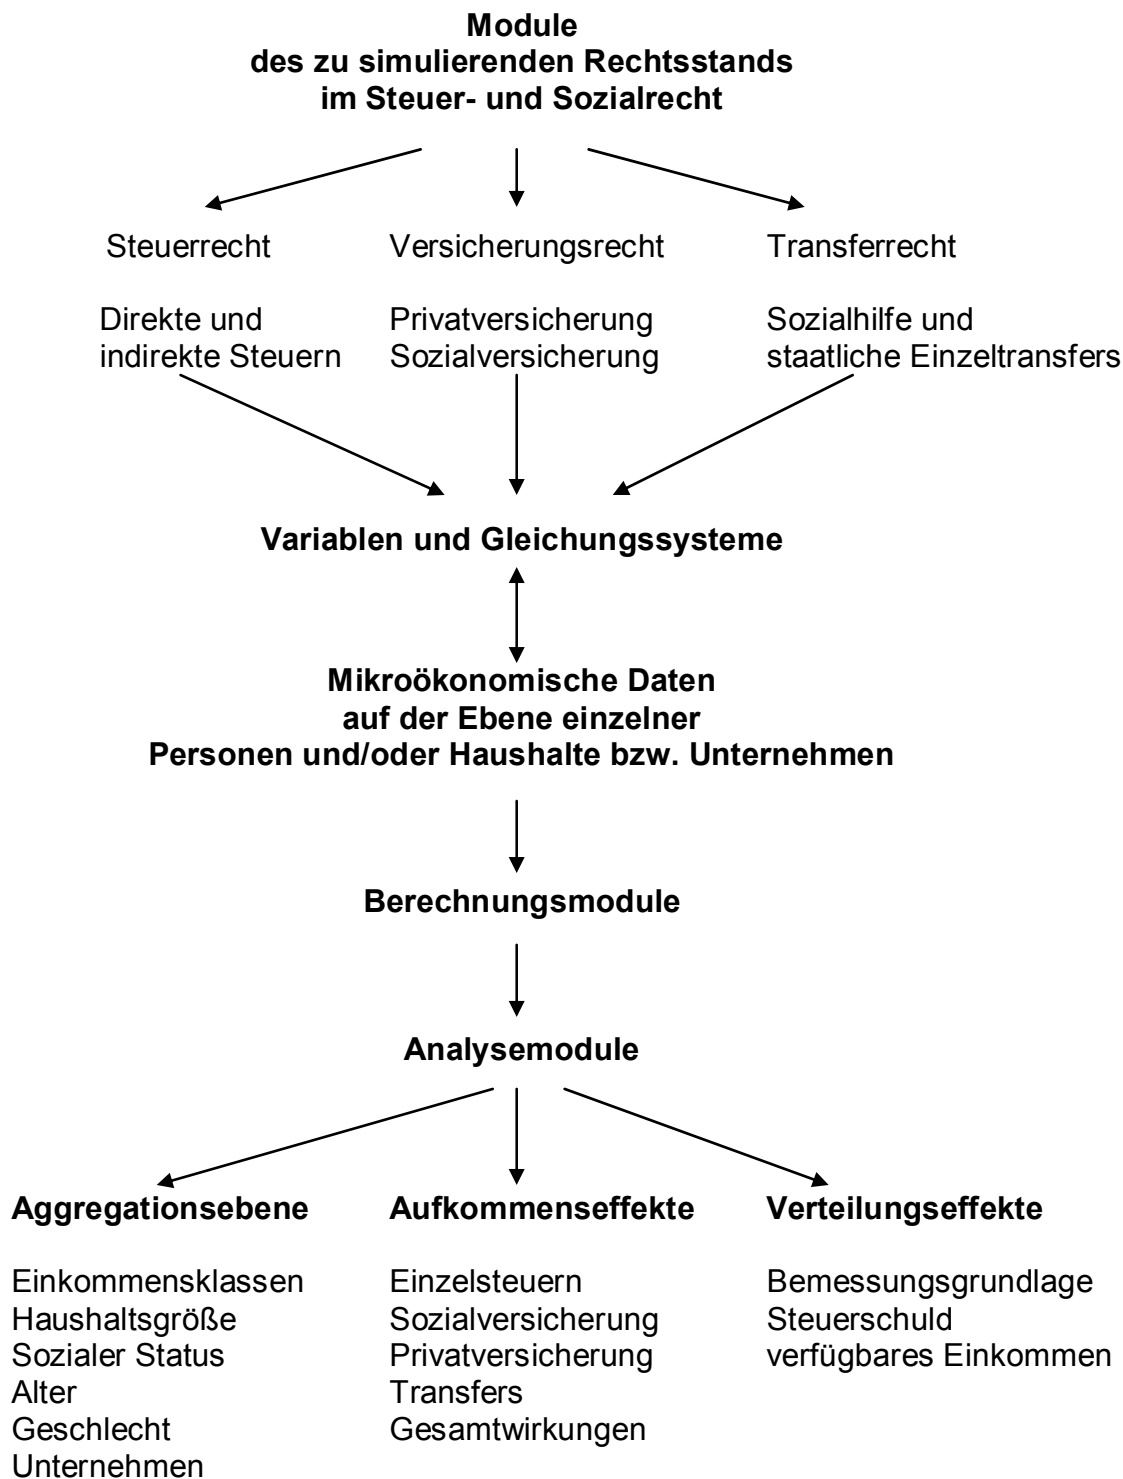 Module
des zu simulierenden Rechtsstands
im Steuer- und Sozialrecht
Steuerrecht
Versicherungsrecht
Transferrecht
Direkte und
indirekte Steuern
Privatversicherung
Sozialversicherung
Sozialhilfe und
staatliche Einzeltransfers
Variablen und Gleichungssysteme
Mikroökonomische Daten
auf der Ebene einzelner
Personen und/oder Haushalte bzw. Unternehmen
Berechnungsmodule
Analysemodule
Aggregationsebene
Einkommensklassen
Haushaltsgröße
Sozialer Status
Alter
Geschlecht
Unternehmen
Aufkommenseffekte
Einzelsteuern
Sozialversicherung
Privatversicherung
Transfers
Gesamtwirkungen
Verteilungseffekte
Bemessungsgrundlage
Steuerschuld
verfügbares Einkommen